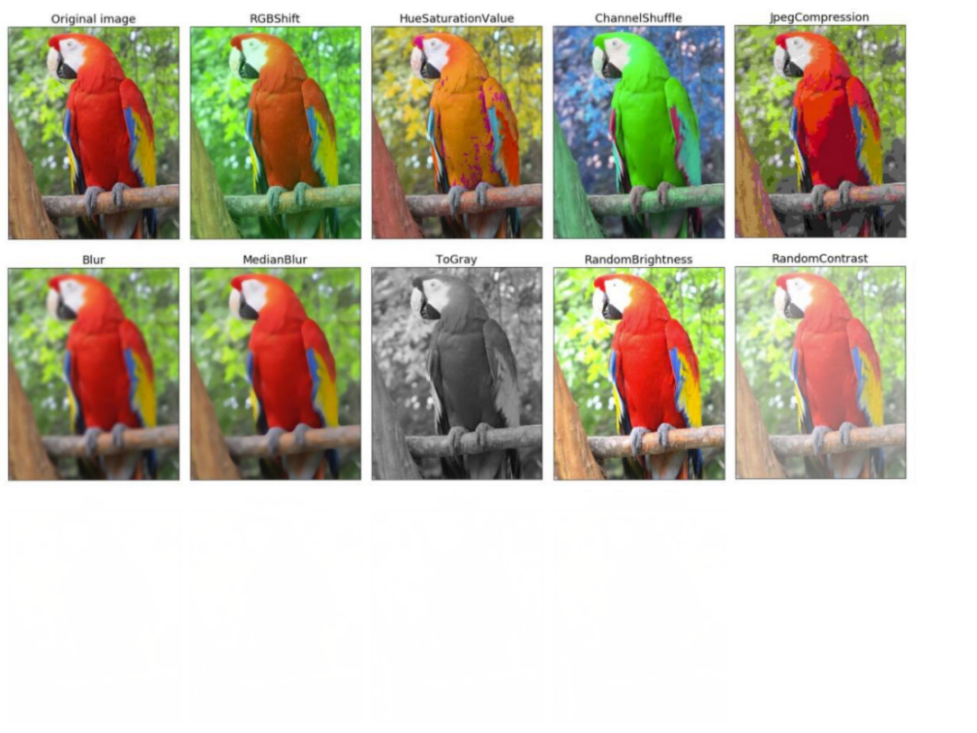 Original image
RGBShift
HueSaturationValue
ChannelShuffle
JpegCompression
Blur
MedianBlur
ToGray
RandomBrightness
RandomContrast